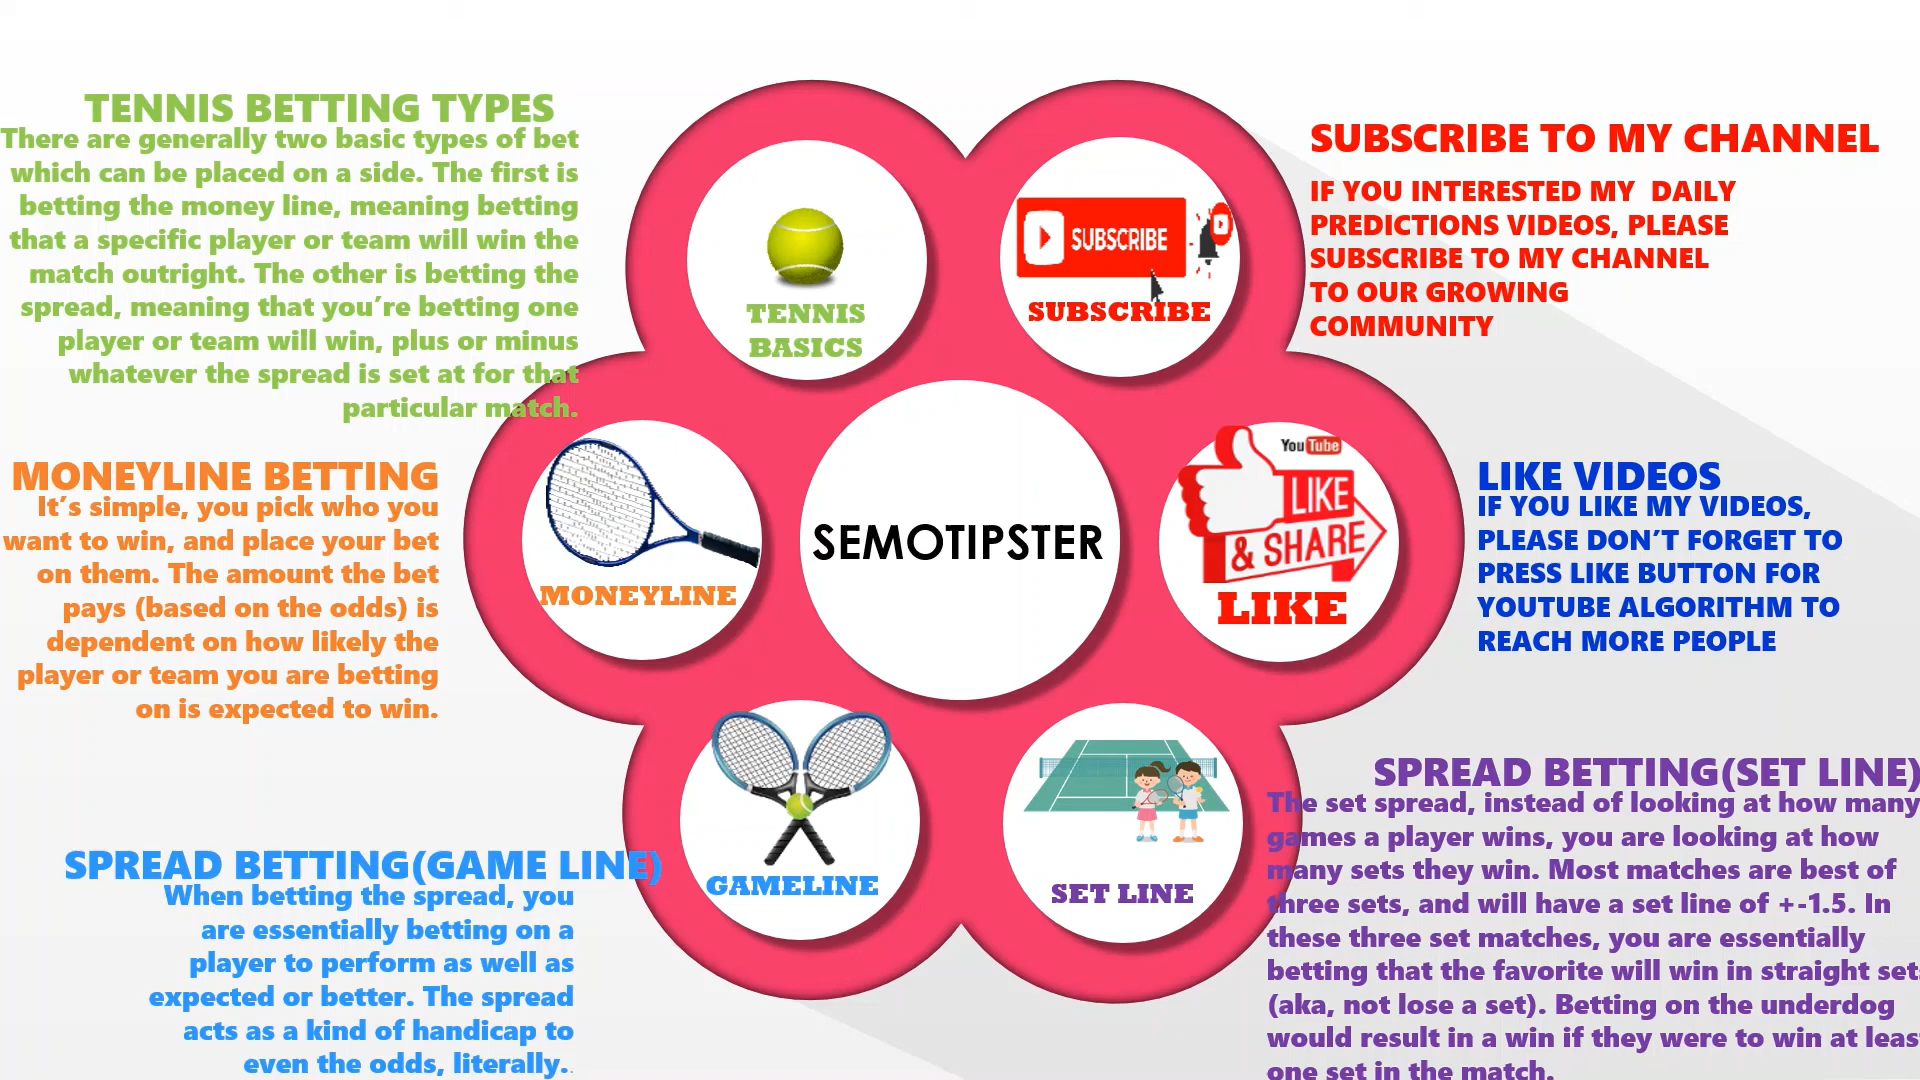 TENNIS BETTING TYPES
There are generally two basic types of bet
which can be placed on a side. The first is
betting the money line, meaning betting
that a specific player or team will win the
match outright. The other is betting the
spread, meaning that you're betting one
player or team will win, plus or minus
whatever the spread is set at for that
particular match.
MONEYLINE BETTING
It's simple, you pick who you
want to win, and place your bet
on them. The amount the bet
pays (based on the odds) is
dependent on how likely the
player or team you are betting
on is expected to win.
SPREAD BETTING(GAME LINE)
When betting the spread, you
are essentially betting on a
player to perform as well as
expected or better. The spread
acts as a kind of handicap to
even the odds, literally..
TENNIS
BASICS
SUBSCRIBE
SUBSCRIBE
MONEYLINE
SEMOTIPSTER
YouTube
LIKE
& SHARE
LIKE
GAMELINE
SET LINE
SUBSCRIBE TO MY CHANNEL
IF YOU INTERESTED MY  DAILY
PREDICTIONS VIDEOS, PLEASE
SUBSCRIBE TO MY CHANNEL
TO OUR GROWING
COMMUNITY
LIKE VIDEOS
IF YOU LIKE MY VIDEOS,
PLEASE DON'T FORGET TO
PRESS LIKE BUTTON FOR
YOUTUBE ALGORITHM TO
REACH MORE PEOPLE
SPREAD BETTING(SET LINE)
The set spread, instead of looking at how many
games a player wins, you are looking at how
many sets they win. Most matches are best of
three sets, and will have a set line of +-1.5. In
these three set matches, you are essentially
betting that the favorite will win in straight sets
(aka, not lose a set). Betting on the underdog
would result in a win if they were to win at least
one set in the match.